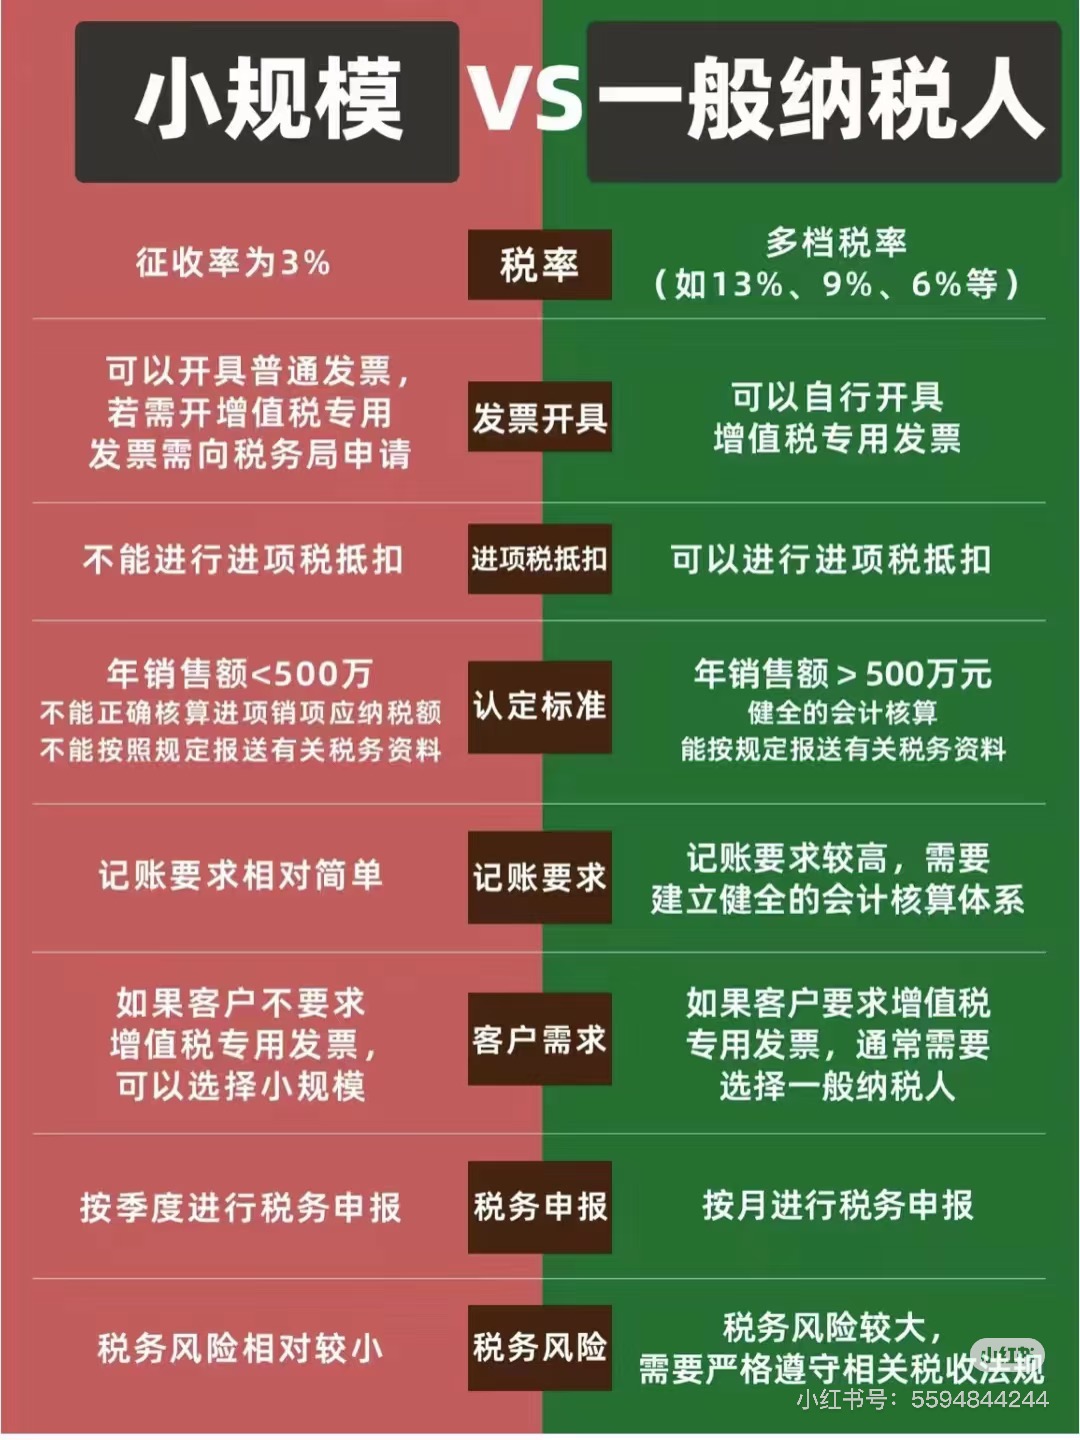 小规模 VS 一般纳税人
征收率为3%
税率
多档税率
（如13%、9%、6%等）
可以开具普通发票，
若需开增值税专用
发票需向税务局申请
发票开具
可以自行开具
增值税专用发票
不能进行进项税抵扣
进项税抵扣
可以进行进项税抵扣
年销售额<500万
不能正确核算进项销项应纳税额
不能按照规定报送有关税务资料
认定标准
年销售额＞500万元
健全的会计核算
能按规定报送有关税务资料
记账要求相对简单
记账要求
记账要求较高，需要
建立健全的会计核算体系
如果客户不要求
增值税专用发票，
可以选择小规模
客户需求
如果客户要求增值税
专用发票，通常需要
选择一般纳税人
按季度进行税务申报
税务申报
按月进行税务申报
税务风险相对较小
税务风险
税务风险较大，
需要严格遵守相关税收法规
小红书
小红书号：5594844244